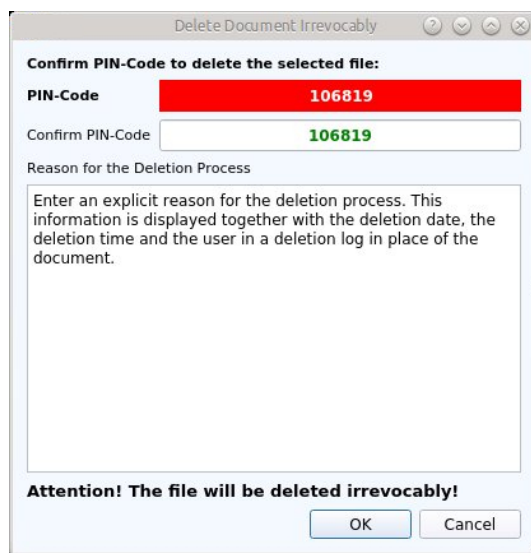 Delete Document Irrevocably
Confirm PIN-Code to delete the selected file:
PIN-Code 106819
Confirm PIN-Code 106819
Reason for the Deletion Process
Enter an explicit reason for the deletion process. This
information is displayed together with the deletion date, the
deletion time and the user in a deletion log in place of the
document.
Attention! The file will be deleted irrevocably!
OK Cancel